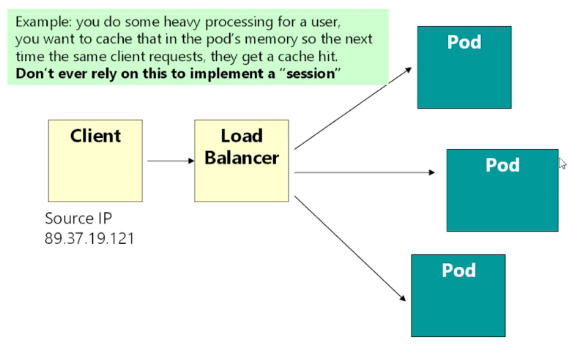 Example: you do some heavy processing for a user,
you want to cache that in the pod's memory so the next
time the same client requests, they get a cache hit.
Don't ever rely on this to implement a "session"
Pod
Client
Load
Balancer
Pod
Source IP
89.37.19.121
Pod